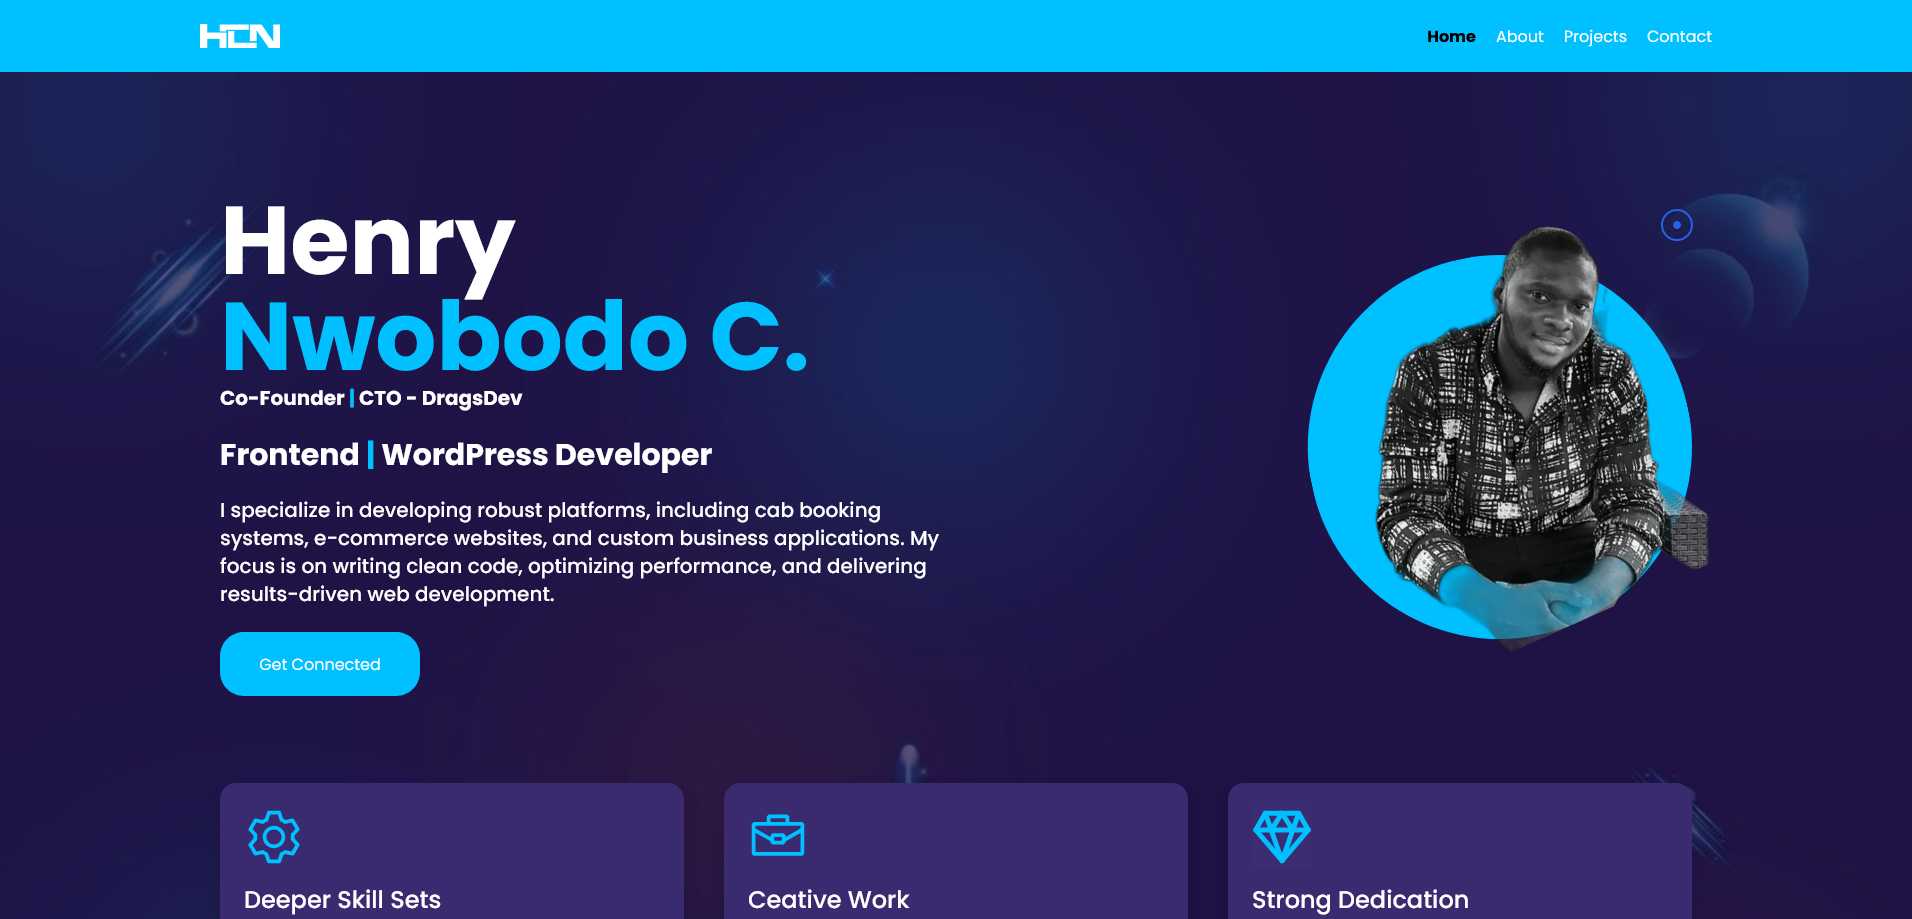 HCN
Home About Projects Contact
Henry
Nwobodo C.
Co-Founder | CTO - DragsDev
Frontend | WordPress Developer
I specialize in developing robust platforms, including cab booking
systems, e-commerce websites, and custom business applications. My
focus is on writing clean code, optimizing performance, and delivering
results-driven web development.
Get Connected
Deeper Skill Sets
Ceative Work
Strong Dedication